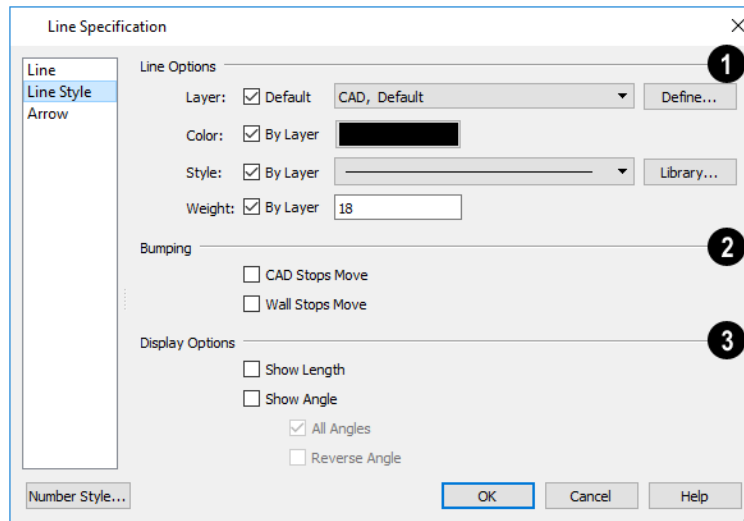 Line Specification
Line
Line Style
Arrow
Line Options
1
Layer: Default CAD, Default Define...
Color: By Layer
Style: By Layer Library...
Weight: By Layer 18
Bumping
2
CAD Stops Move
Wall Stops Move
Display Options
3
Show Length
Show Angle
All Angles
Reverse Angle
Number Style... OK Cancel Help